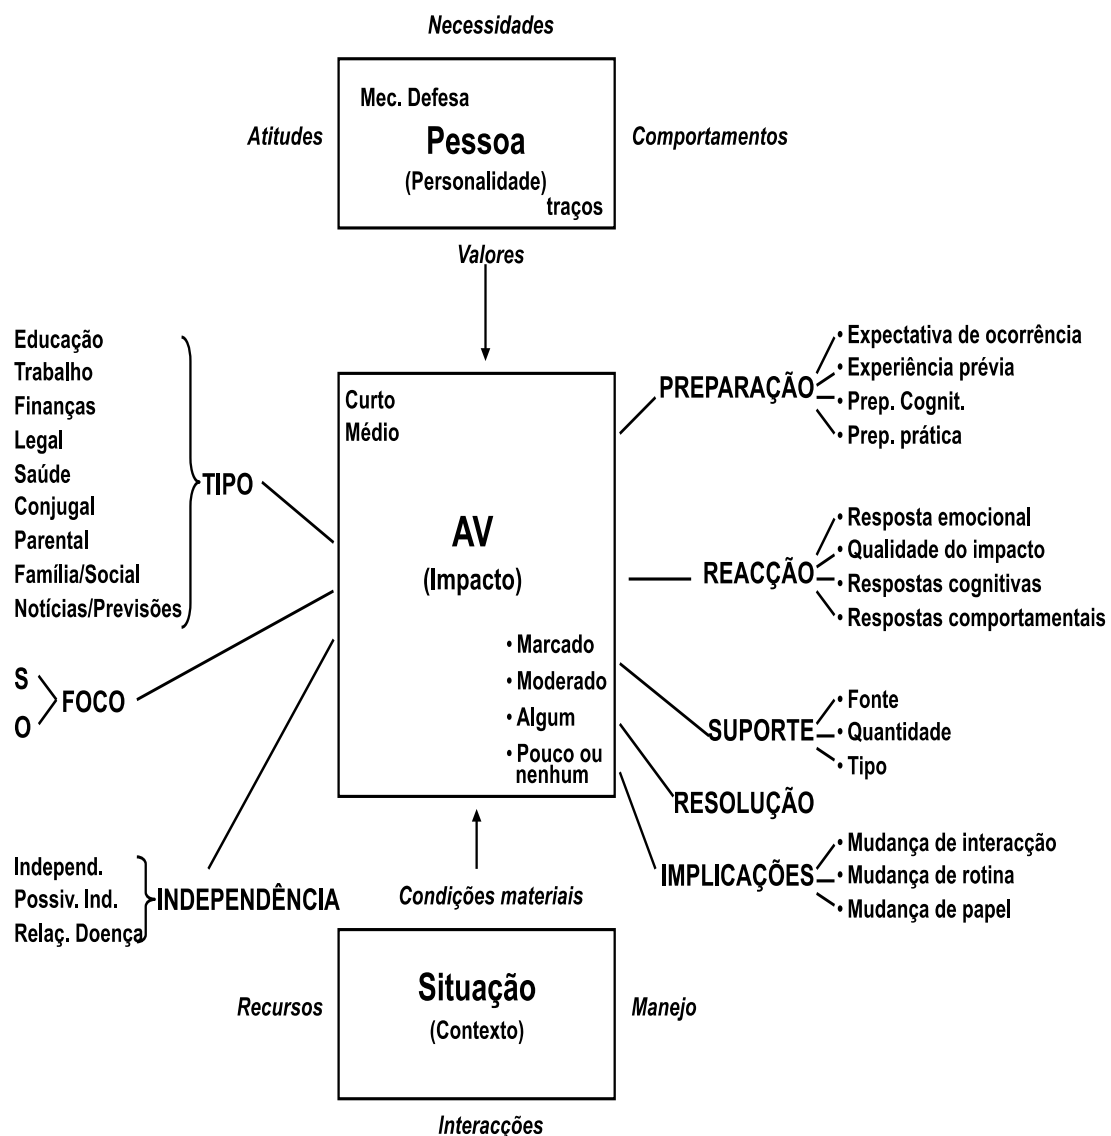 Necessidades
Mec. Defesa
Atitudes
Pessoa
Comportamentos
(Personalidade)
traços
Valores
Educação
Trabalho
Finanças
Legal
Saúde
Conjugal
Parental
Família/Social
Notícias/Previsões
TIPO
S
O
FOCO
Independ.
Possiv. Ind.
Relaç. Doença
INDEPENDÊNCIA
Curto
Médio
AV
(Impacto)
• Marcado
• Moderado
• Algum
• Pouco ou
nenhum
PREPARAÇÃO
• Expectativa de ocorrência
• Experiência prévia
• Prep. Cognit.
• Prep. prática
REACÇÃO
• Resposta emocional
• Qualidade do impacto
• Respostas cognitivas
• Respostas comportamentais
SUPORTE
• Fonte
• Quantidade
• Tipo
RESOLUÇÃO
IMPLICAÇÕES
• Mudança de interacção
• Mudança de rotina
• Mudança de papel
Condições materiais
Recursos
Situação
(Contexto)
Manejo
Interacções